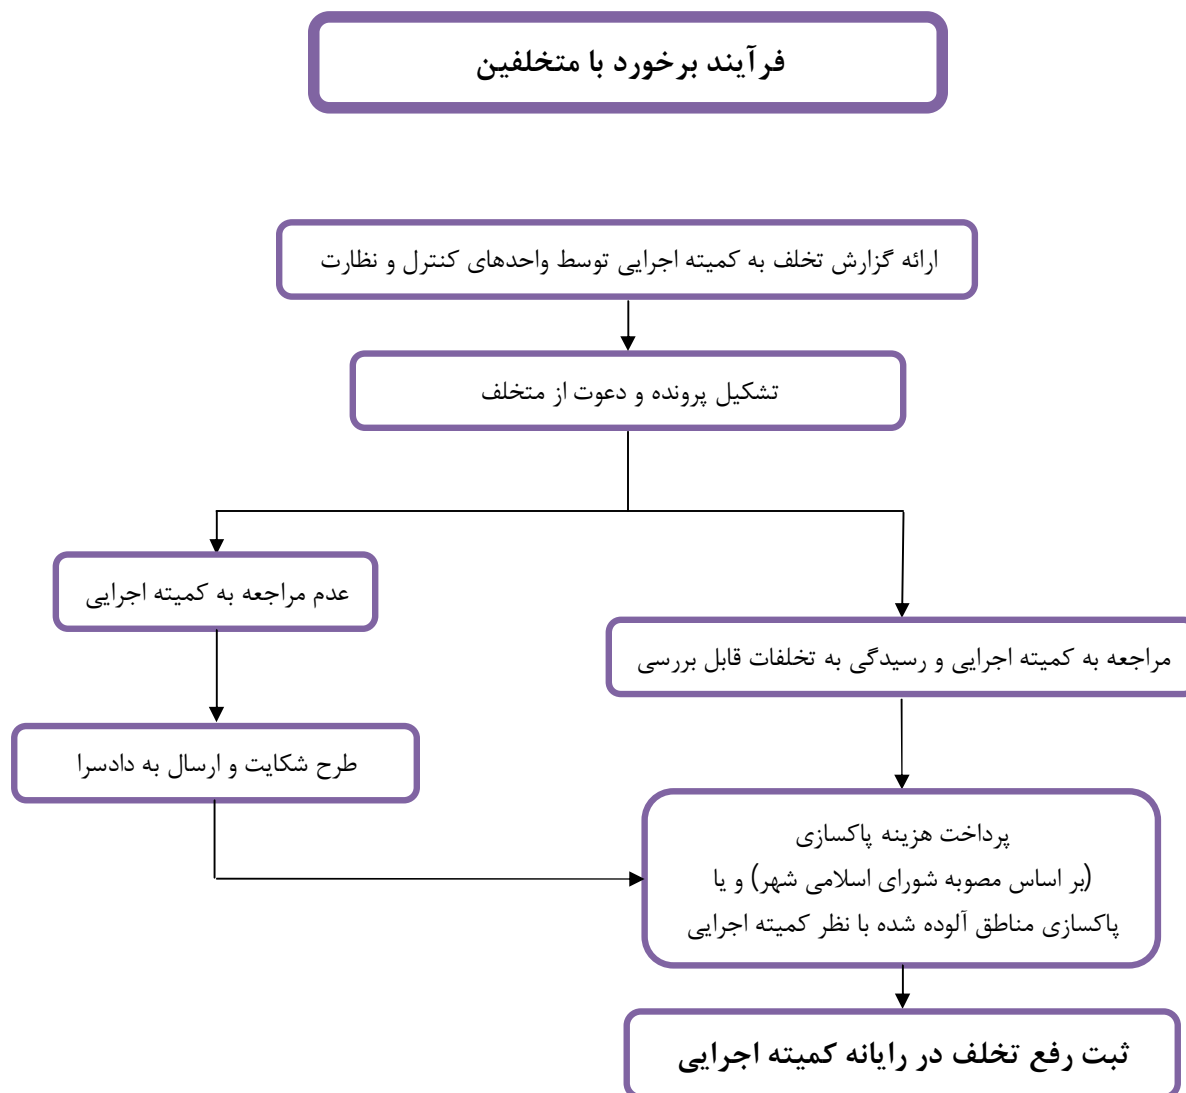 فرآیند برخورد با متخلفین
ارائه گزارش تخلف به کمیته اجرایی توسط واحدهای کنترل و نظارت
تشکیل پرونده و دعوت از متخلف
مراجعه به کمیته اجرایی و رسیدگی به تخلفات قابل بررسی
عدم مراجعه به کمیته اجرایی
طرح شکایت و ارسال به دادسرا
پرداخت هزینه پاکسازی
(بر اساس مصوبه شورای اسلامی شهر) و یا
پاکسازی مناطق آلوده شده با نظر کمیته اجرایی
ثبت رفع تخلف در رایانه کمیته اجرایی